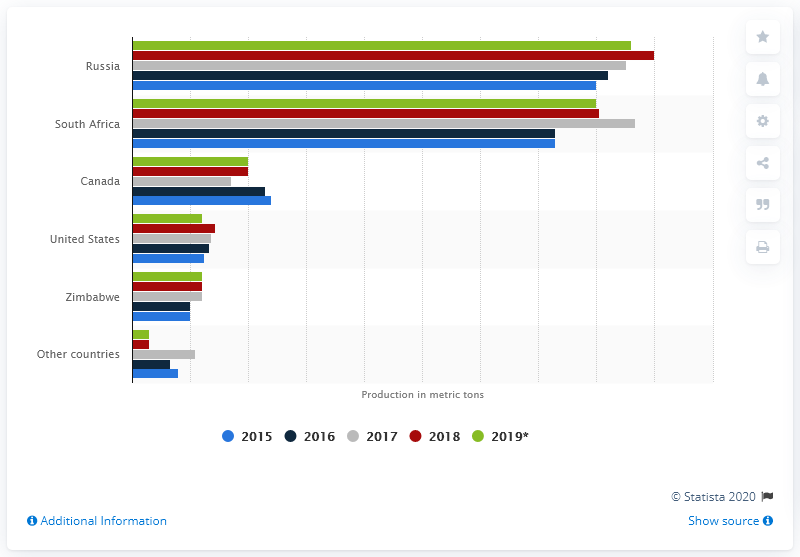 Russia
South Africa
Canada
United States
Zimbabwe
Other countries
Production in metric tons
2015 2016 2017 2018 2019*
© Statista 2020
Additional Information
Show source